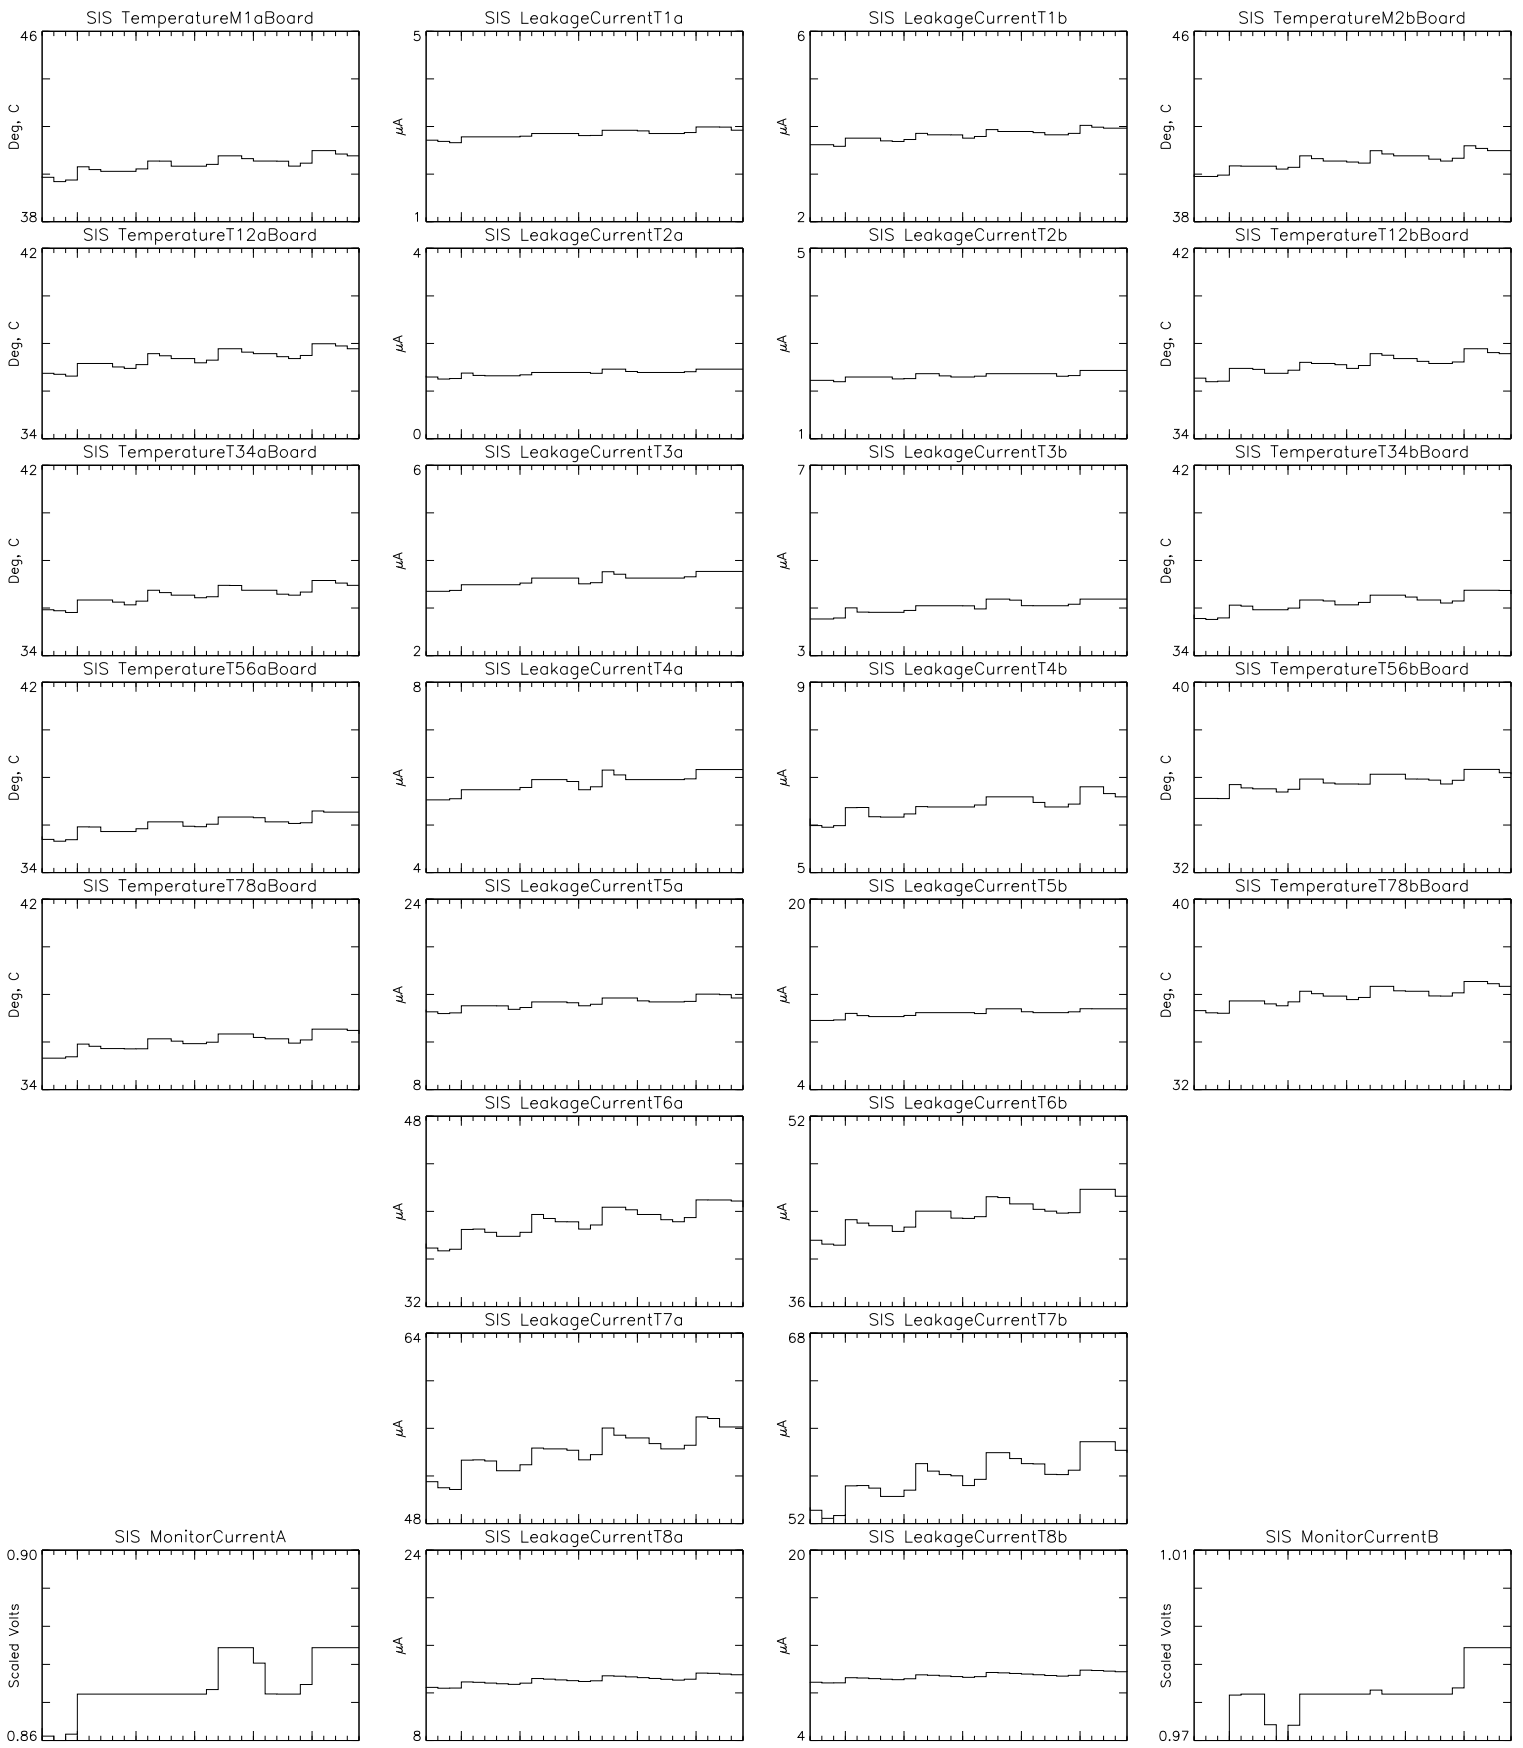 SIS TemperatureM1aBoard
46
Deg, C
38
SIS LeakageCurrentT1a
5
µA
1
SIS LeakageCurrentT1b
6
µA
2
SIS TemperatureM2bBoard
46
Deg, C
38
SIS TemperatureT12aBoard
42
Deg, C
34
SIS LeakageCurrentT2a
4
µA
0
SIS LeakageCurrentT2b
5
µA
1
SIS TemperatureT12bBoard
42
Deg, C
34
SIS TemperatureT34aBoard
42
Deg, C
34
SIS LeakageCurrentT3a
6
µA
2
SIS LeakageCurrentT3b
7
µA
3
SIS TemperatureT34bBoard
42
Deg, C
34
SIS TemperatureT56aBoard
42
Deg, C
34
SIS LeakageCurrentT4a
8
µA
4
SIS LeakageCurrentT4b
9
µA
5
SIS TemperatureT56bBoard
40
Deg, C
32
SIS TemperatureT78aBoard
42
Deg, C
34
SIS LeakageCurrentT5a
24
µA
8
SIS LeakageCurrentT5b
20
µA
4
SIS TemperatureT78bBoard
40
Deg, C
32
SIS LeakageCurrentT6a
48
µA
32
SIS LeakageCurrentT6b
52
µA
36
SIS LeakageCurrentT7a
64
µA
48
SIS LeakageCurrentT7b
68
µA
52
SIS MonitorCurrentA
0.90
Scaled Volts
0.86
SIS LeakageCurrentT8a
24
µA
8
SIS LeakageCurrentT8b
20
µA
4
SIS MonitorCurrentB
1.01
Scaled Volts
0.97